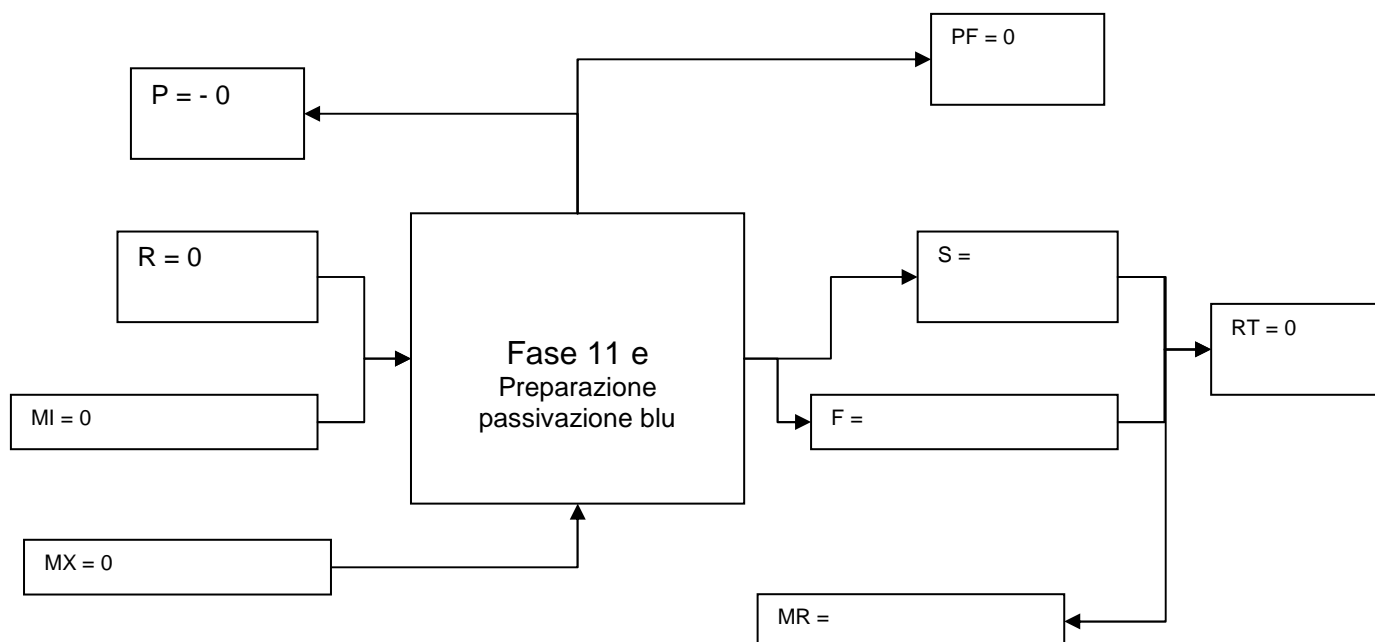 PF = 0
P = - 0
R = 0
S =
RT = 0
Fase 11 e
Preparazione
passivazione blu
MI = 0
F =
MX = 0
MR =